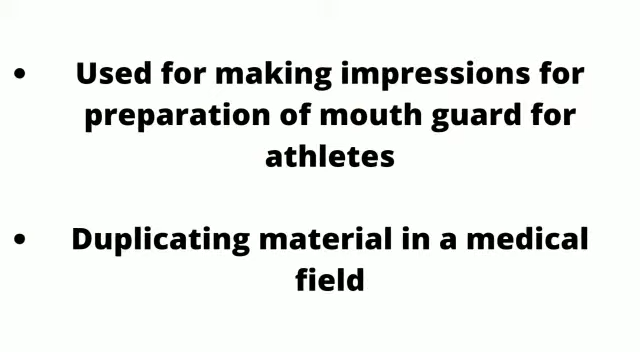 • Used for making impressions for
preparation of mouth guard for
athletes
• Duplicating material in a medical
field